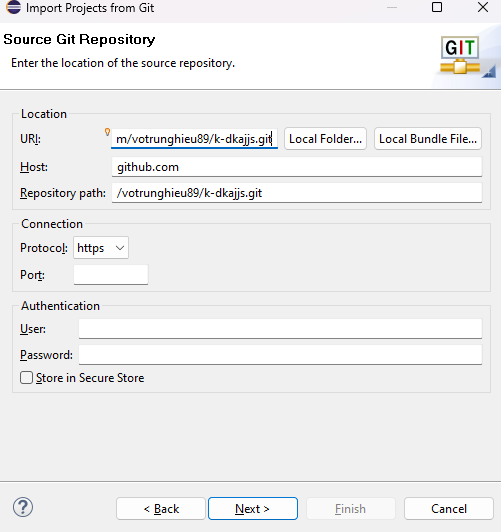 Import Projects from Git
Source Git Repository
Enter the location of the source repository.
GIT
Location
URI: m/votrunghieu89/k-dkajjs.git Local Folder... Local Bundle File...
Host: github.com
Repository path: /votrunghieu89/k-dkajjs.git
Connection
Protocol: https
Port:
Authentication
User:
Password:
Store in Secure Store
? < Back Next > Finish Cancel